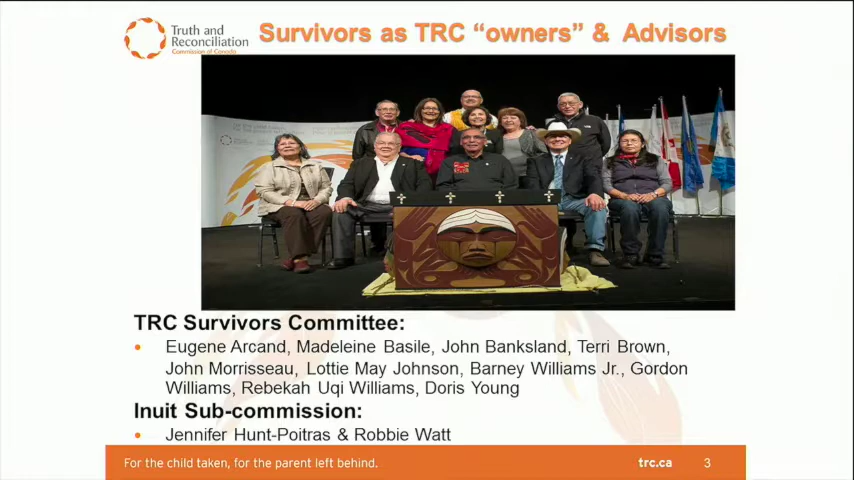 Truth and
Reconciliation
Commission of Canada
Survivors as TRC “owners” & Advisors
TRC Survivors Committee:
• Eugene Arcand, Madeleine Basile, John Banksland, Terri Brown,
John Morrisseau, Lottie May Johnson, Barney Williams Jr., Gordon
Williams, Rebekah Uqi Williams, Doris Young
Inuit Sub-commission:
• Jennifer Hunt-Poitras & Robbie Watt
For the child taken, for the parent left behind.
trc.ca 3